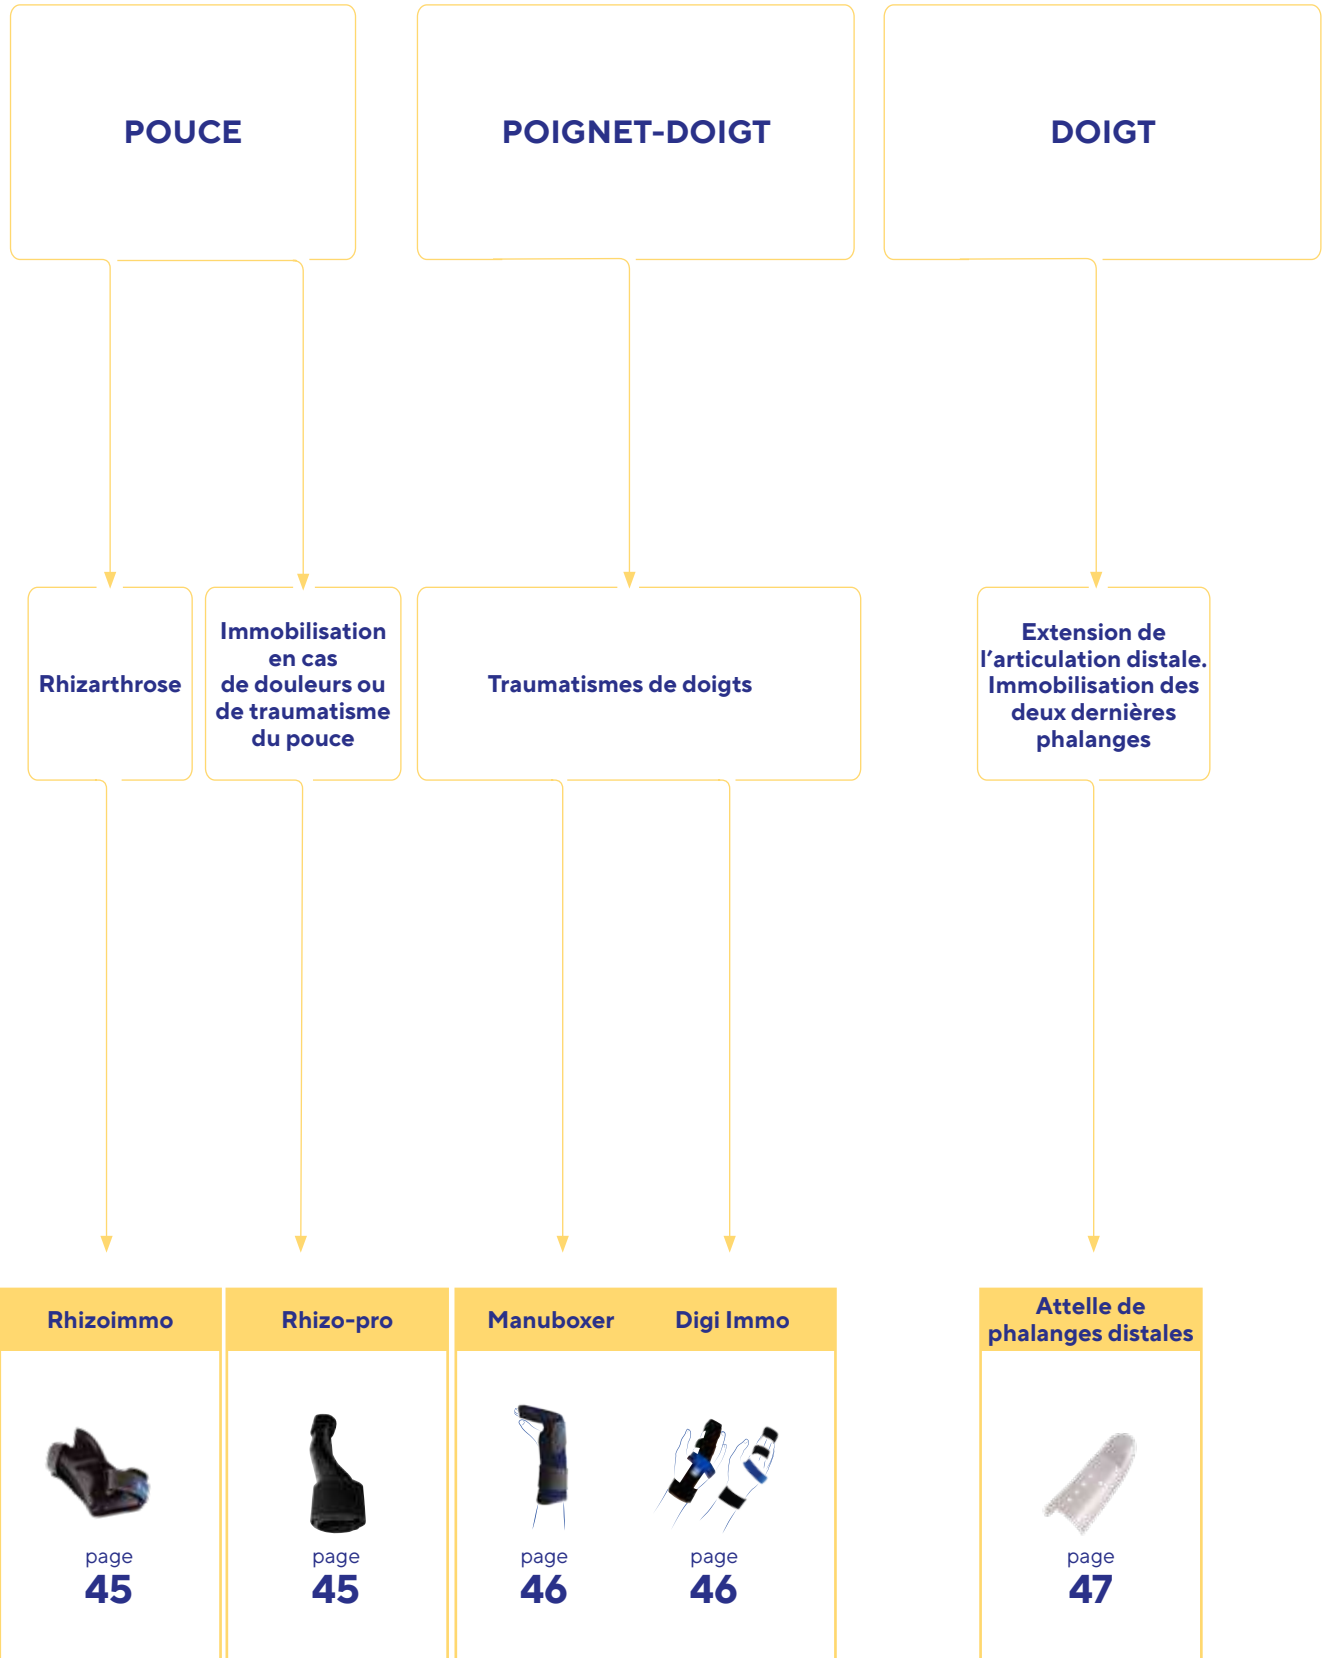 POUCE
POIGNET-DOIGT
DOIGT
Rhizarthrose
Immobilisation
en cas
de douleurs ou
de traumatisme
du pouce
Traumatismes de doigts
Extension de
l’articulation distale.
Immobilisation des
deux dernières
phalanges
Rhizoimmo
Rhizo-pro
Manuboxer
Digi Immo
Attelle de
phalanges distales
page
45
page
45
page
46
page
46
page
47